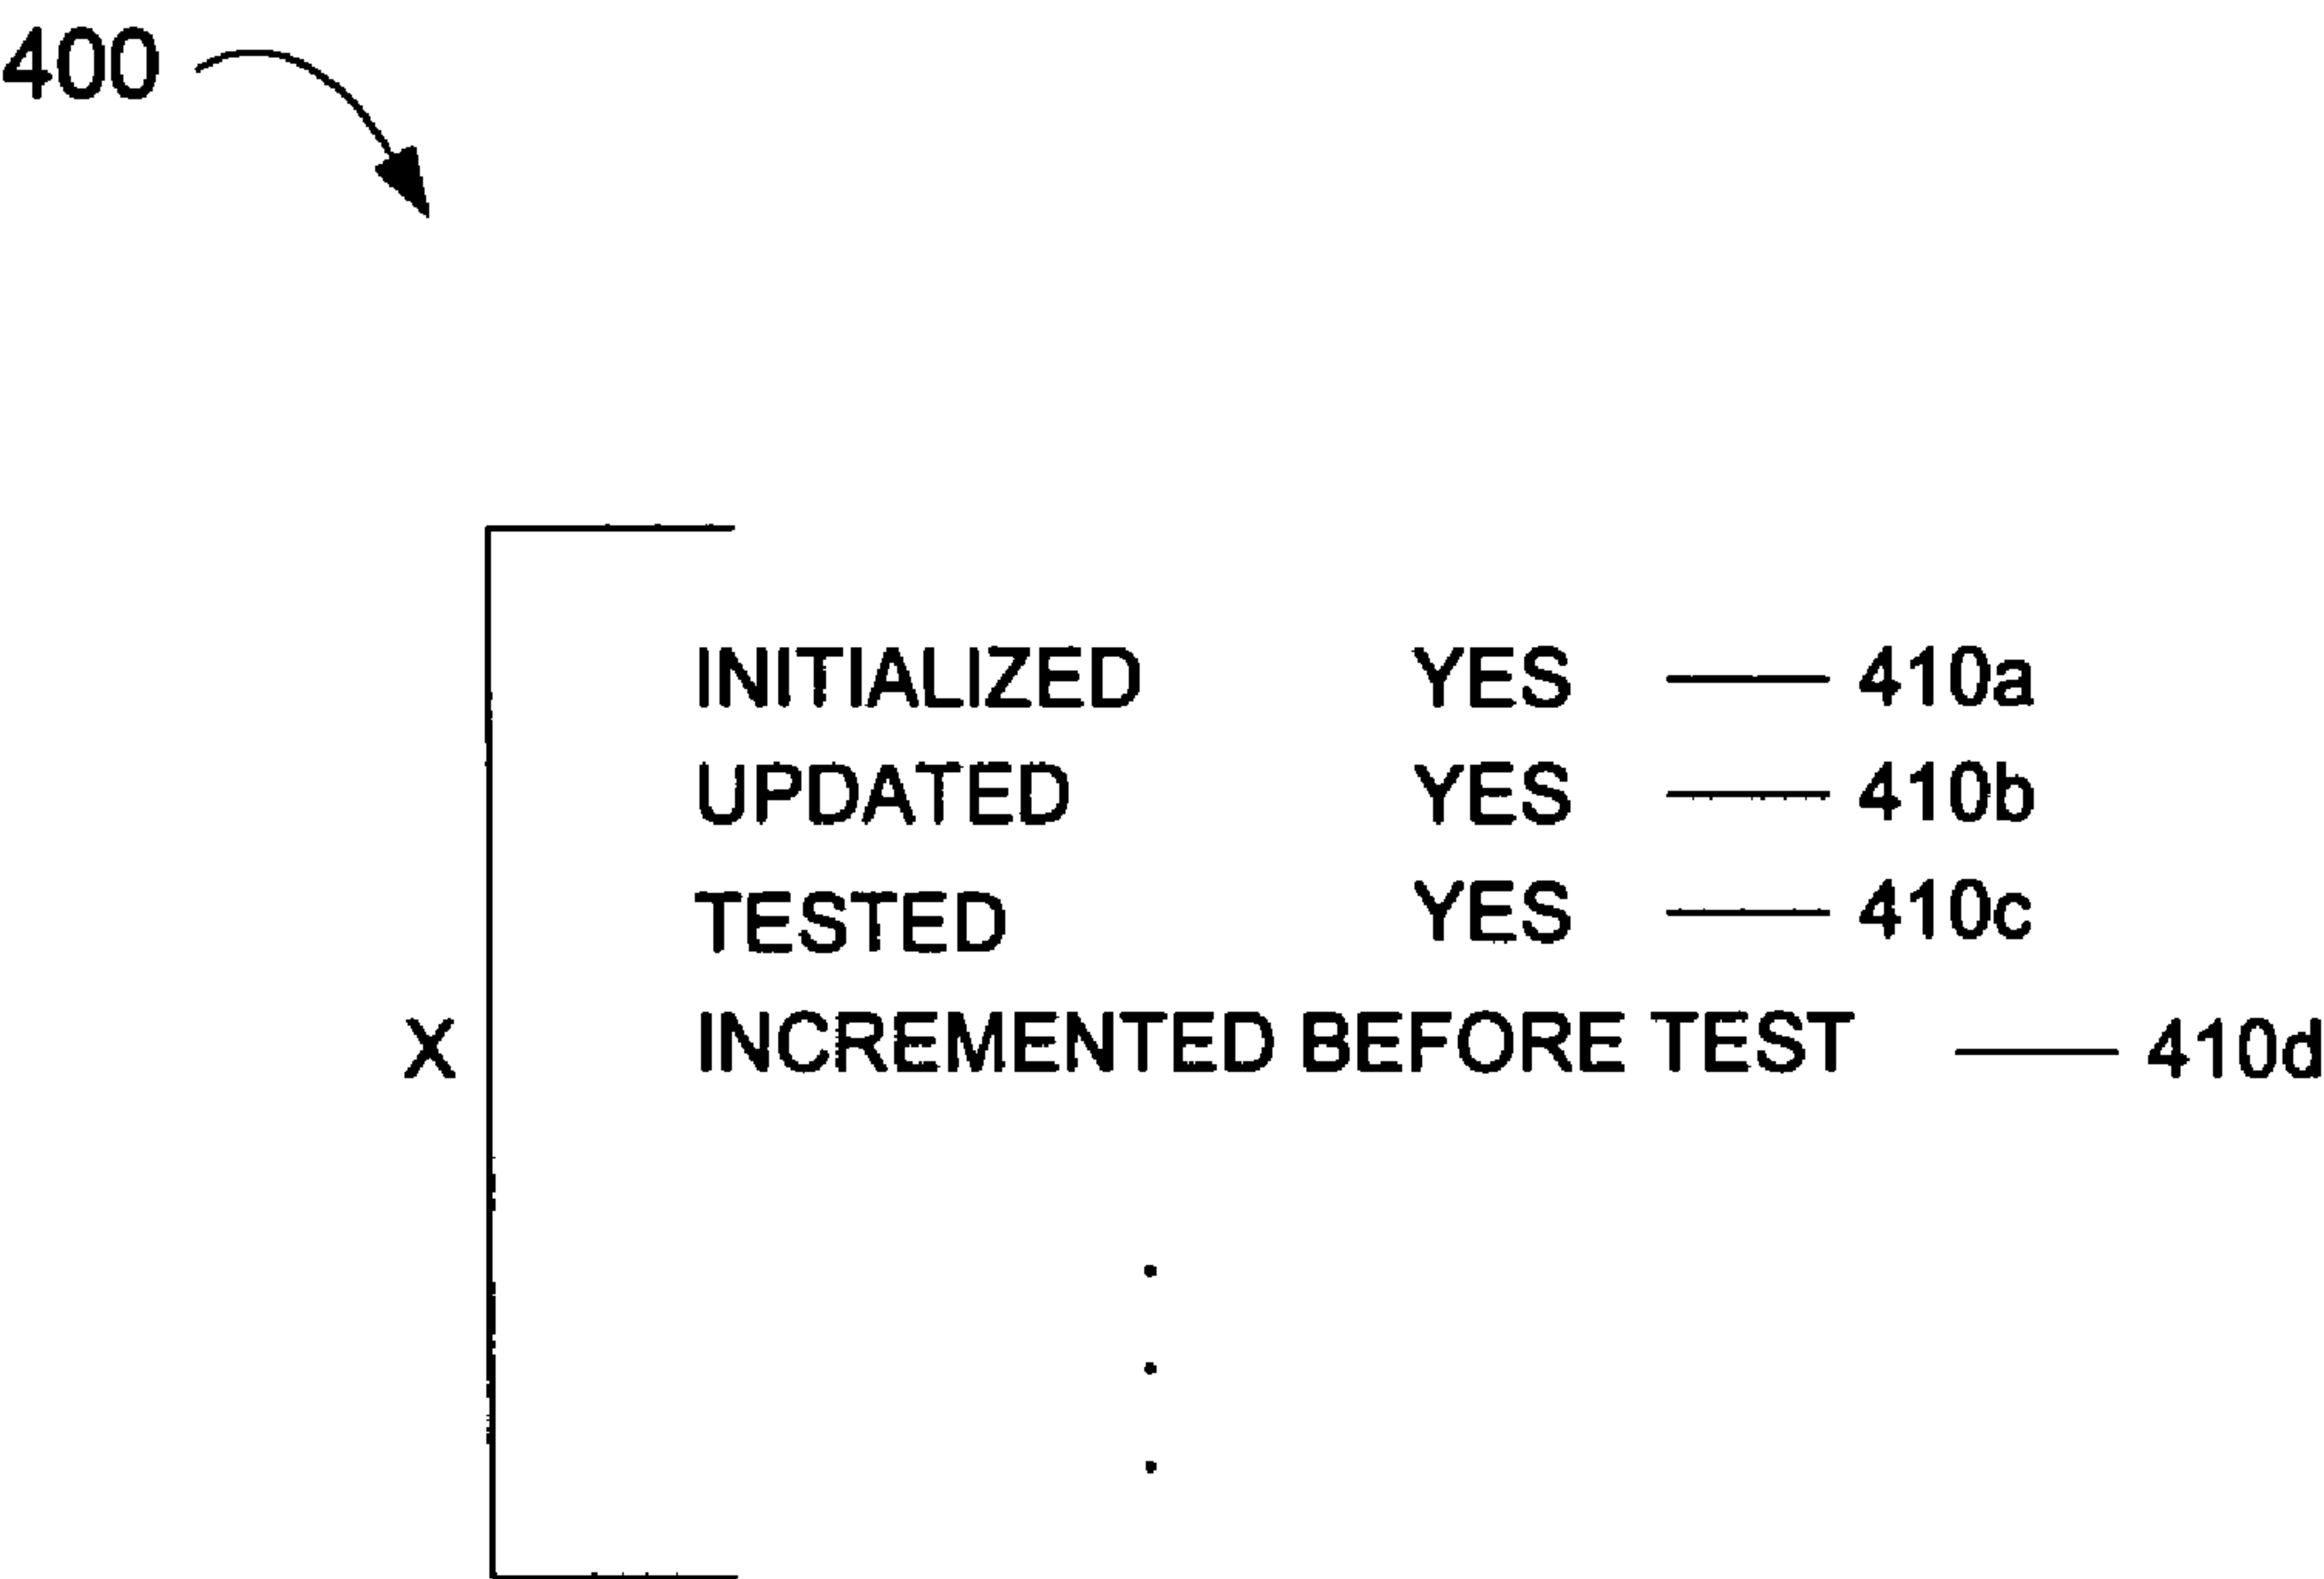 400
INITIALIZED YES 410a
UPDATED YES 410b
TESTED YES 410c
X INCREMENTED BEFORE TEST 410d